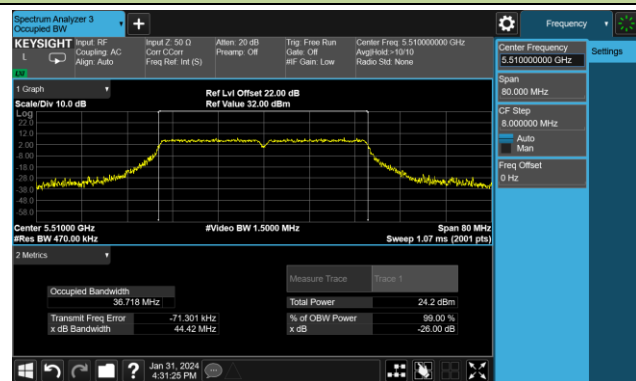 Spectrum Analyzer 3
Occupied BW
+
Frequency
KEYSIGHT
L
Input: RF
Coupling: AC
Align: Auto
Input Z: 50 Ω
Corr CCorr
Freq Ref: Int (S)
Atten: 20 dB
Preamp: Off
Trig: Free Run
Gate: Off
#IF Gain: Low
Center Freq: 5.510000000 GHz
Avg|Hold:>10/10
Radio Std: None
Center Frequency
5.510000000 GHz
Settings
Span
80.000 MHz
CF Step
8.000000 MHz
Auto
Man
Freq Offset
0 Hz
1 Graph
Scale/Div 10.0 dB
Ref Lvl Offset 22.00 dB
Ref Value 32.00 dBm
Log
22.0
12.0
2.00
-8.00
-18.0
-28.0
-38.0
-48.0
-58.0
Center 5.51000 GHz
#Res BW 470.00 kHz
#Video BW 1.5000 MHz
Span 80 MHz
Sweep 1.07 ms (2001 pts)
2 Metrics
Measure Trace
Trace 1
Occupied Bandwidth
36.718 MHz
Total Power
24.2 dBm
Transmit Freq Error
-71.301 kHz
% of OBW Power
99.00 %
x dB Bandwidth
44.42 MHz
x dB
-26.00 dB
?
Jan 31, 2024
4:31:25 PM